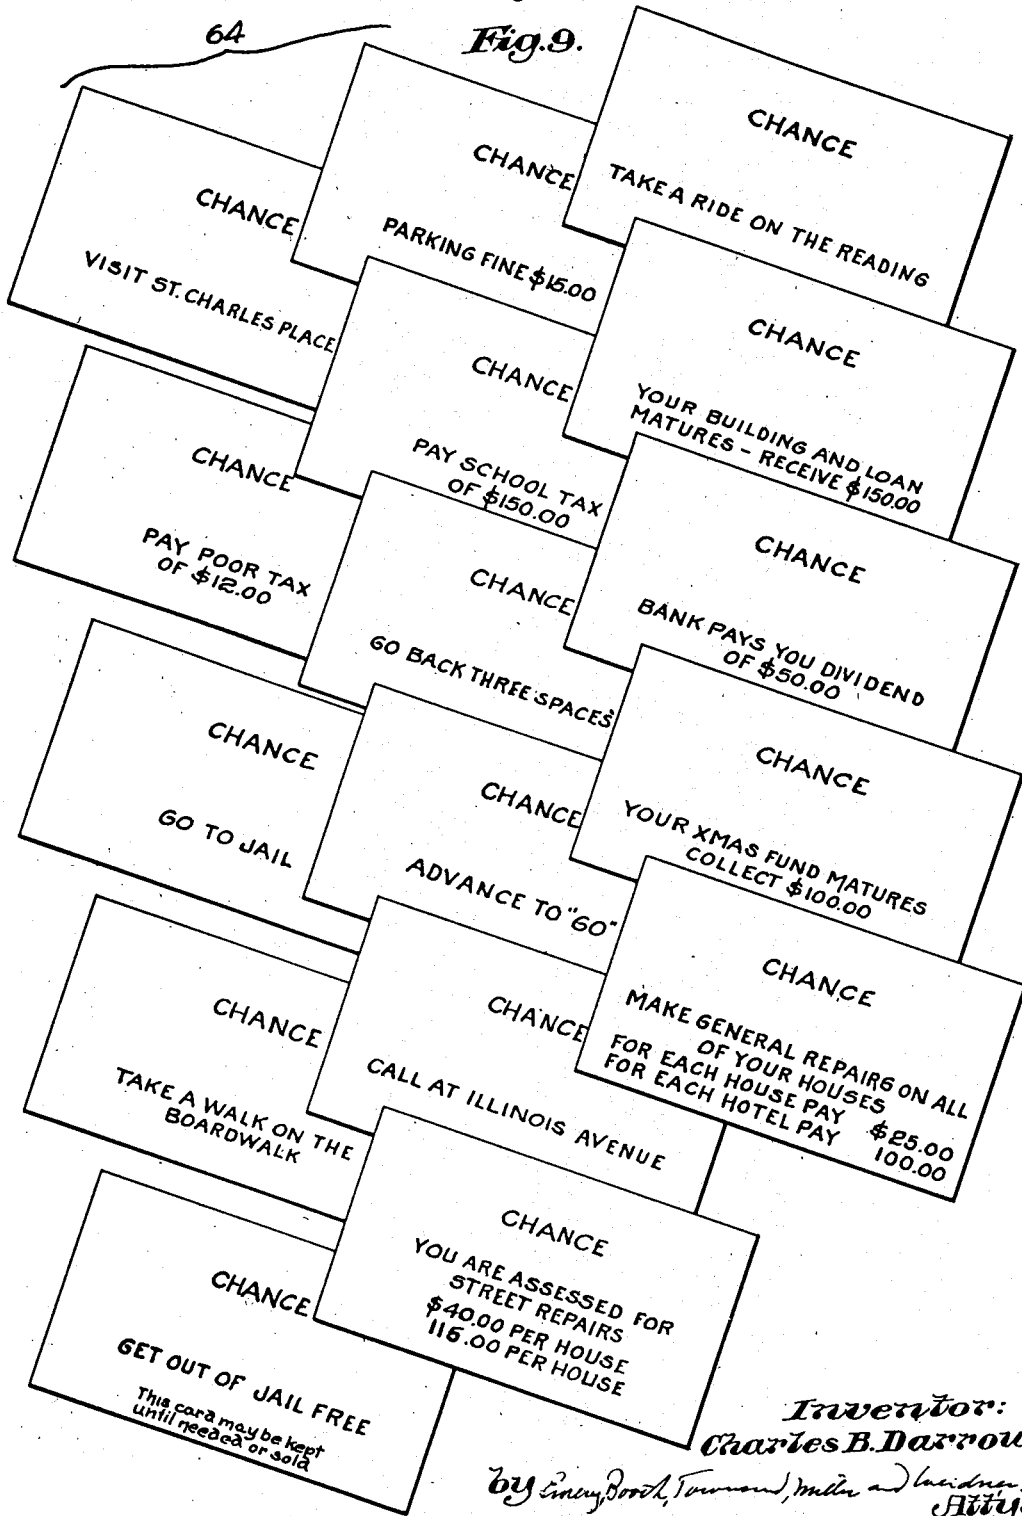 64
Fig.9.
CHANCE
VISIT ST. CHARLES PLACE
CHANCE
PAY POOR TAX
OF $12.00
CHANCE
GO TO JAIL
CHANCE
TAKE A WALK ON THE
BOARDWALK
CHANCE
GET OUT OF JAIL FREE
This card may be kept
until needed or sold
CHANCE
PARKING FINE $15.00
CHANCE
PAY SCHOOL TAX
OF $150.00
CHANCE
GO BACK THREE SPACES
CHANCE
ADVANCE TO "GO"
CHANCE
CALL AT ILLINOIS AVENUE
CHANCE
YOU ARE ASSESSED FOR
STREET REPAIRS
$40.00 PER HOUSE
115.00 PER HOUSE
CHANCE
TAKE A RIDE ON THE READING
CHANCE
YOUR BUILDING AND LOAN
MATURES - RECEIVE $150.00
CHANCE
BANK PAYS YOU DIVIDEND
OF $50.00
CHANCE
YOUR XMAS FUND MATURES
COLLECT $100.00
CHANCE
MAKE GENERAL REPAIRS ON ALL
OF YOUR HOUSES
FOR EACH HOUSE PAY $25.00
FOR EACH HOTEL PAY 100.00
Inventor:
Charles B. Darrow
by Emery, Booth, Townsend, Miller and Weidner
Attys